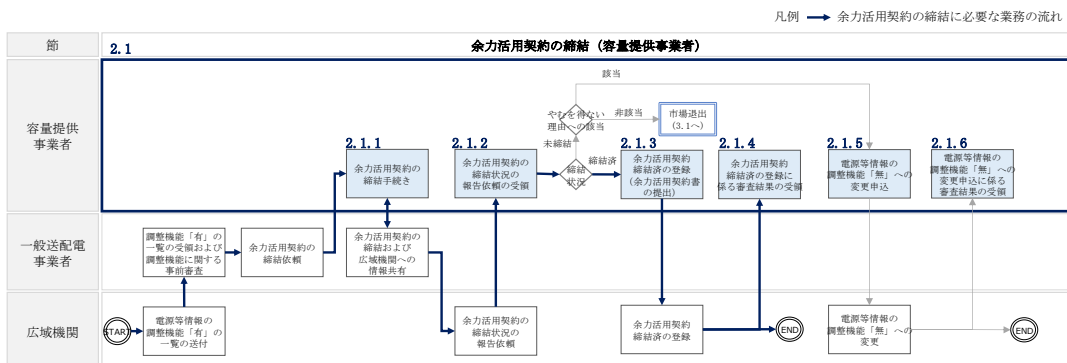 凡例 余力活用契約の締結に必要な業務の流れ
節
2.1
余力活用契約の締結（容量提供事業者）
容量提供
事業者
該当
やむを得ない
理由への該当
非該当
市場退出
(3.1へ)
未締結
締結
状況
締結済
2.1.1
余力活用契約の
締結手続き
2.1.2
余力活用契約の
締結状況の
報告依頼の受領
2.1.3
余力活用契約
締結済の登録
(余力活用契約書
の提出)
2.1.4
余力活用契約
締結済の登録に
係る審査結果の受領
2.1.5
電源等情報の
調整機能「無」への
変更申込
2.1.6
電源等情報の
調整機能「無」への
変更申込に係る
審査結果の受領
一般送配電
事業者
調整機能「有」の
一覧の受領および
調整機能に関する
事前審査
余力活用契約の
締結依頼
余力活用契約の
締結および
広域機関への
情報共有
広域機関
START
電源等情報の
調整機能「有」の
一覧の送付
余力活用契約の
締結状況の
報告依頼
余力活用契約
締結済の登録
END
電源等情報の
調整機能「無」への
変更
END